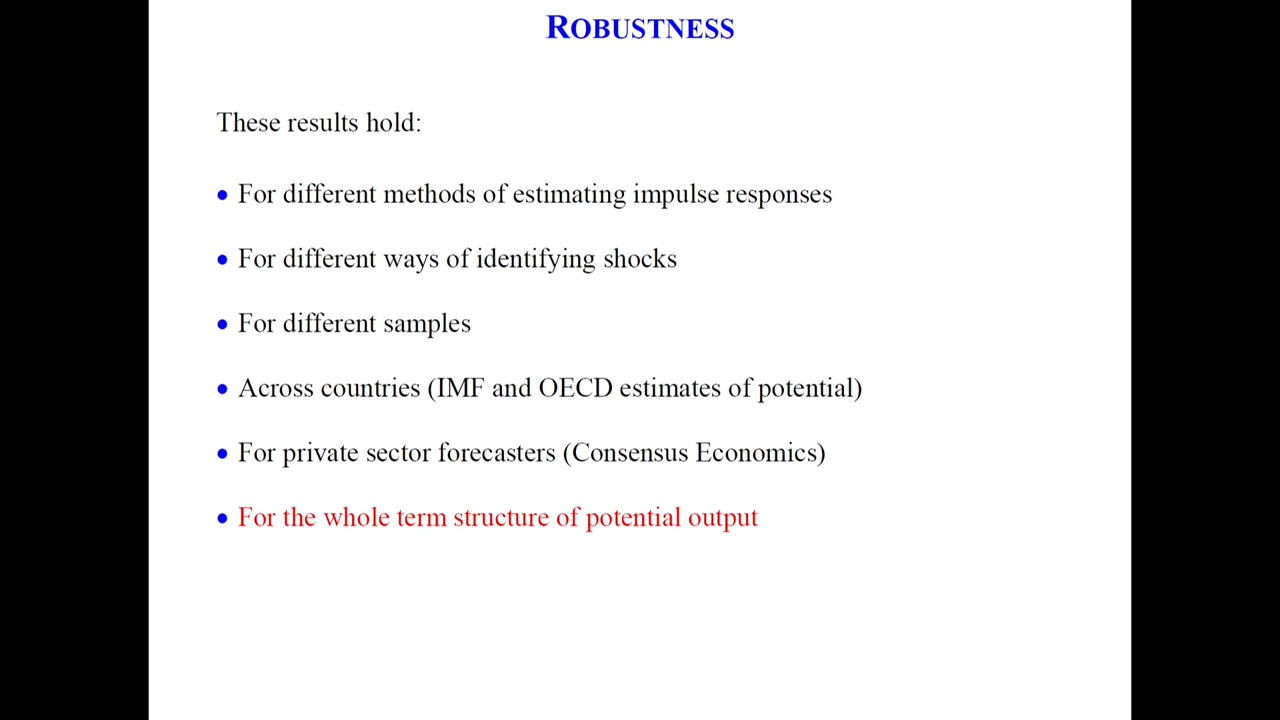 ROBUSTNESS
These results hold:
• For different methods of estimating impulse responses
• For different ways of identifying shocks
• For different samples
• Across countries (IMF and OECD estimates of potential)
• For private sector forecasters (Consensus Economics)
• For the whole term structure of potential output